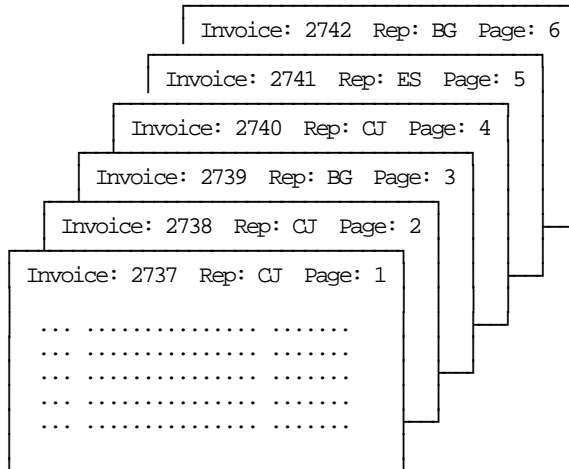 Invoice: 2742 Rep: BG Page: 6
Invoice: 2741 Rep: ES Page: 5
Invoice: 2740 Rep: CJ Page: 4
Invoice: 2739 Rep: BG Page: 3
Invoice: 2738 Rep: CJ Page: 2
Invoice: 2737 Rep: CJ Page: 1
... ............... .......
... ............... .......
... ............... .......
... ............... .......
... ............... .......